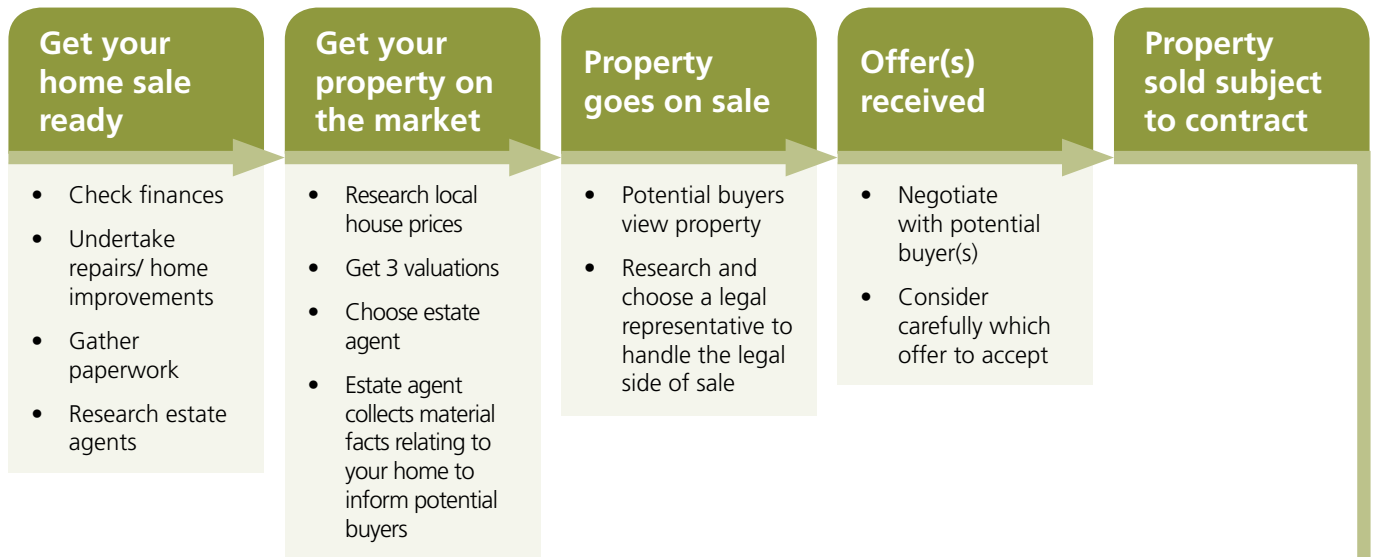 Get your
home sale
ready
• Check finances
• Undertake
repairs/ home
improvements
• Gather
paperwork
• Research estate
agents
Get your
property on
the market
• Research local
house prices
• Get 3 valuations
• Choose estate
agent
• Estate agent
collects material
facts relating to
your home to
inform potential
buyers
Property
goes on sale
• Potential buyers
view property
• Research and
choose a legal
representative to
handle the legal
side of sale
Offer(s)
received
• Negotiate
with potential
buyer(s)
• Consider
carefully which
offer to accept
Property
sold subject
to contract